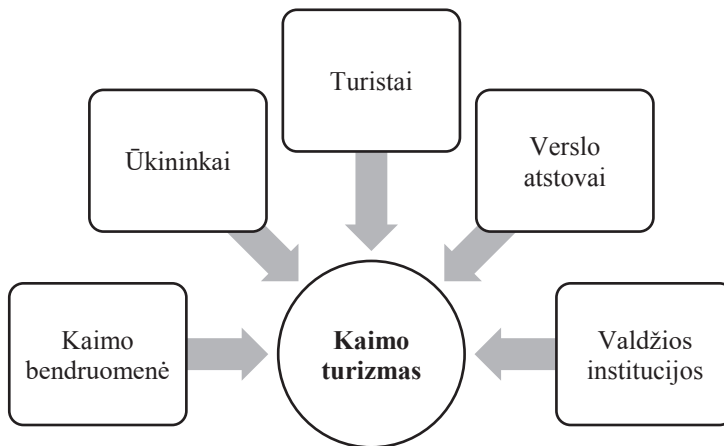 Turistai
Ūkininkai
Verslo
atstovai
Kaimo
bendruomenė
Kaimo
turizmas
Valdžios
institucijos